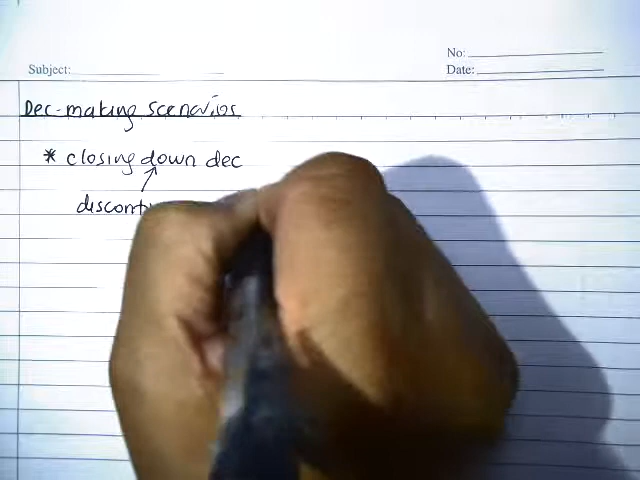 No:
Subject:
Date:
Dec-making scenarios
* closing down dec